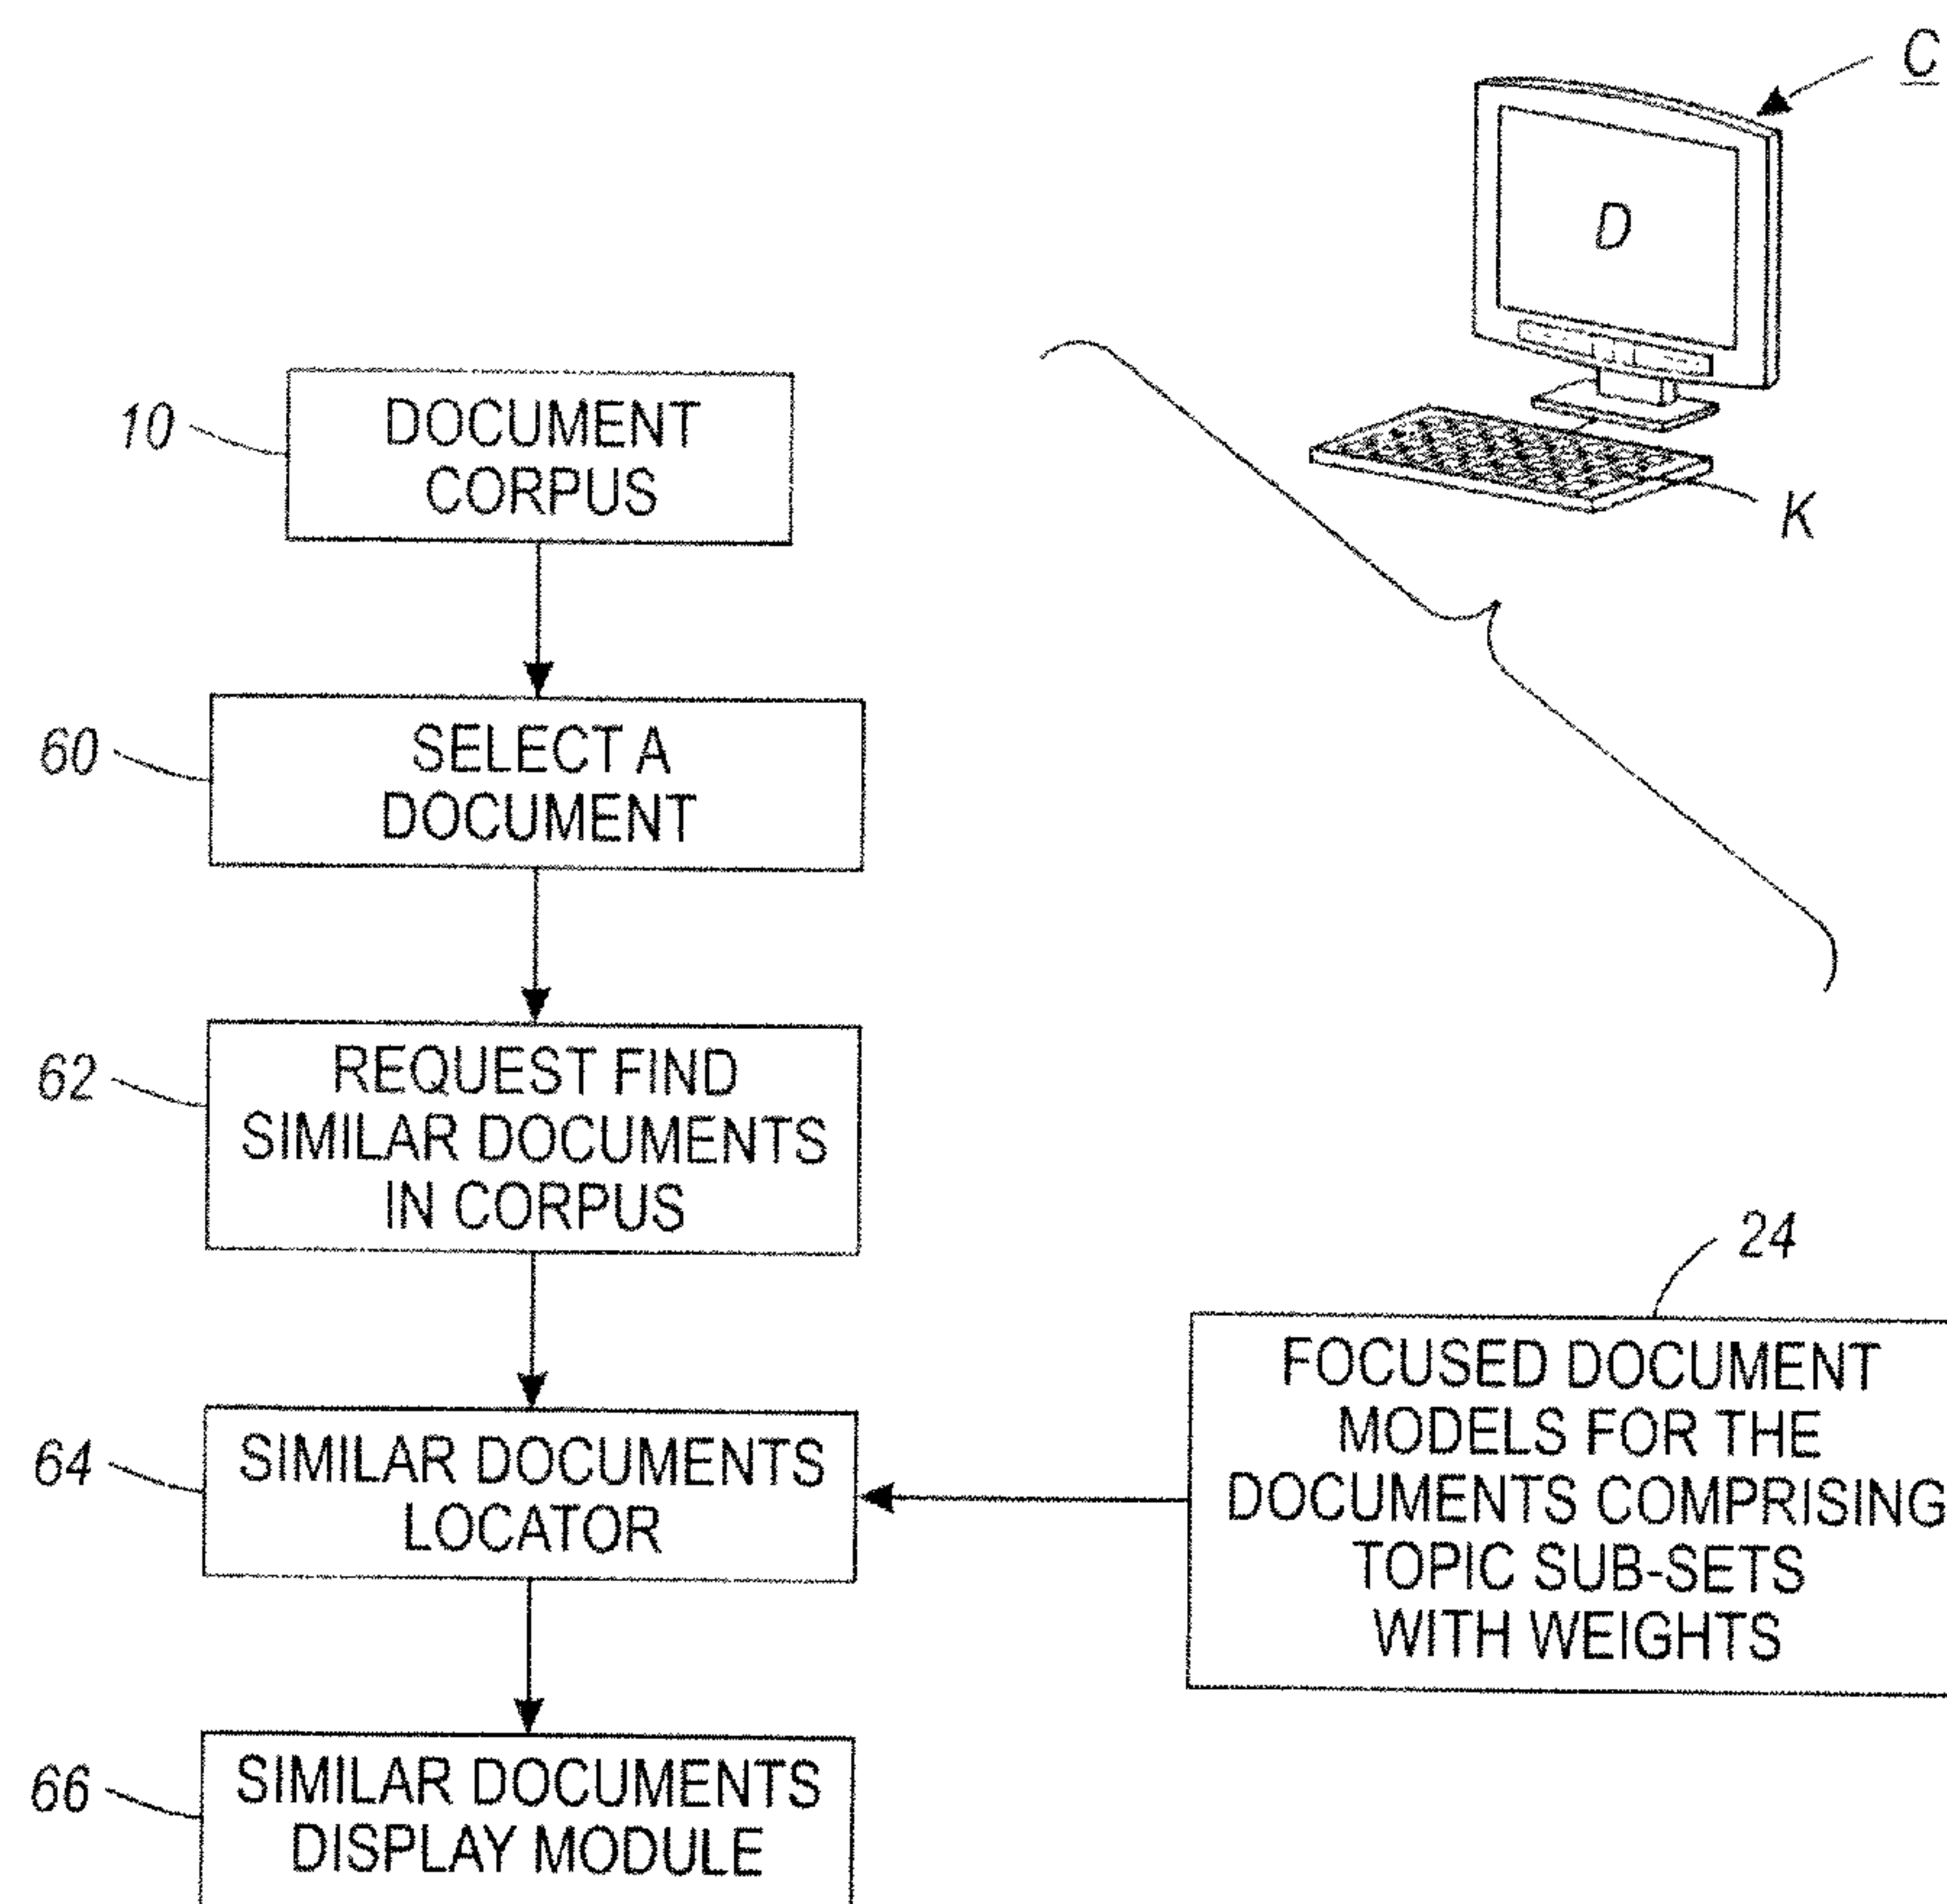 C
D
K
10
DOCUMENT
CORPUS
60
SELECT A
DOCUMENT
62
REQUEST FIND
SIMILAR DOCUMENTS
IN CORPUS
64
SIMILAR DOCUMENTS
LOCATOR
24
FOCUSED DOCUMENT
MODELS FOR THE
DOCUMENTS COMPRISING
TOPIC SUB-SETS
WITH WEIGHTS
66
SIMILAR DOCUMENTS
DISPLAY MODULE